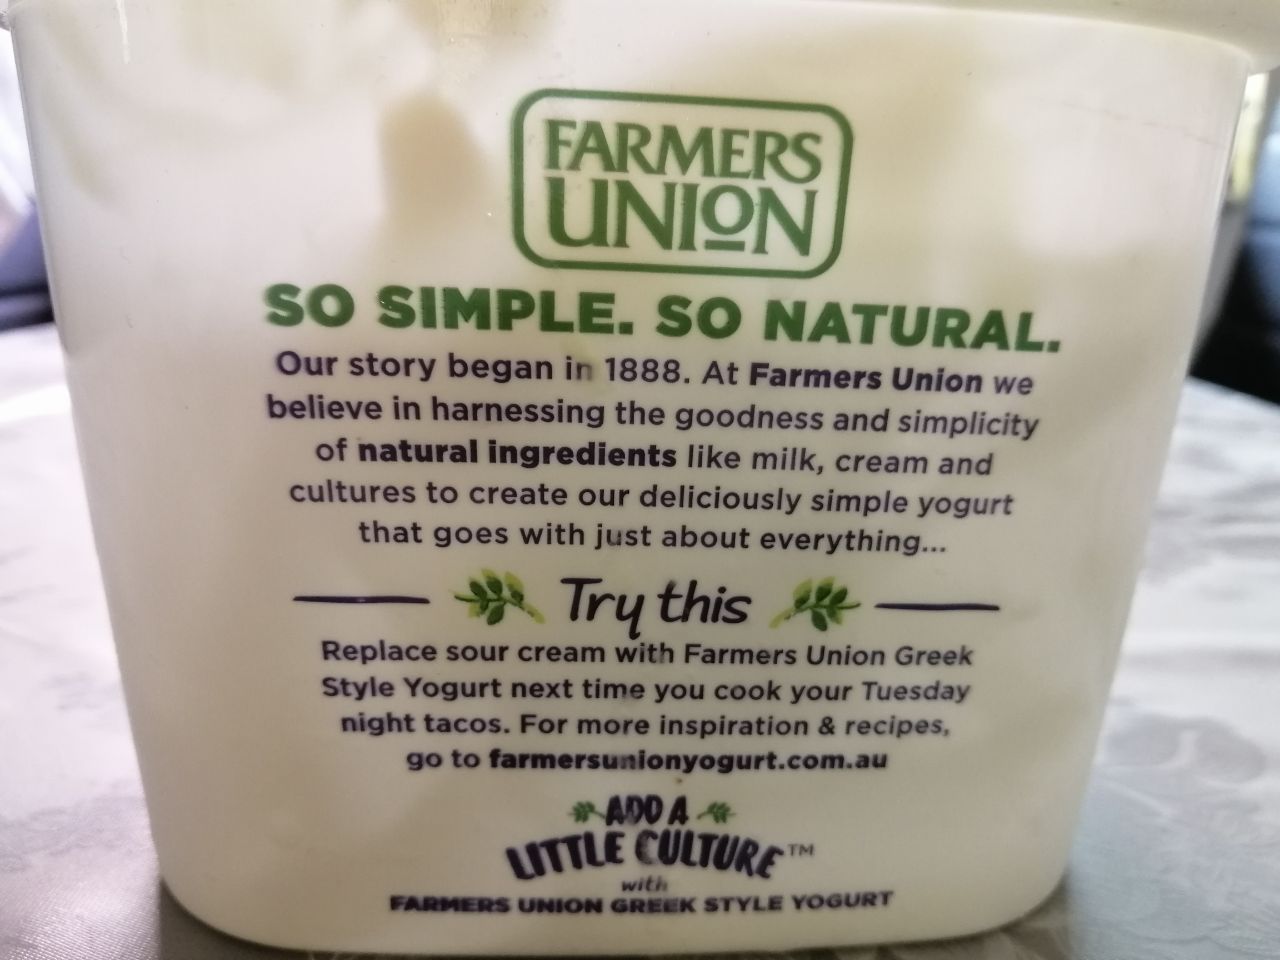 FARMERS
UNION
SO SIMPLE. SO NATURAL.
Our story began in 1888. At Farmers Union we
believe in harnessing the goodness and simplicity
of natural ingredients like milk, cream and
cultures to create our deliciously simple yogurt
that goes with just about everything...
Try this
Replace sour cream with Farmers Union Greek
Style Yogurt next time you cook your Tuesday
night tacos. For more inspiration & recipes,
go to farmersunionyogurt.com.au
ADD A
LITTLE CULTURE™
with
FARMERS UNION GREEK STYLE YOGURT